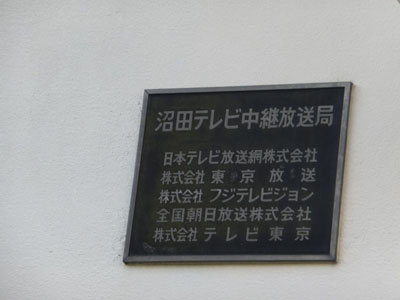 沼田テレビ中継放送局
日本テレビ放送網株式会社
株式会社 東京放送
株式会社 フジテレビジョン
全国朝日放送株式会社
株式会社 テレビ東京